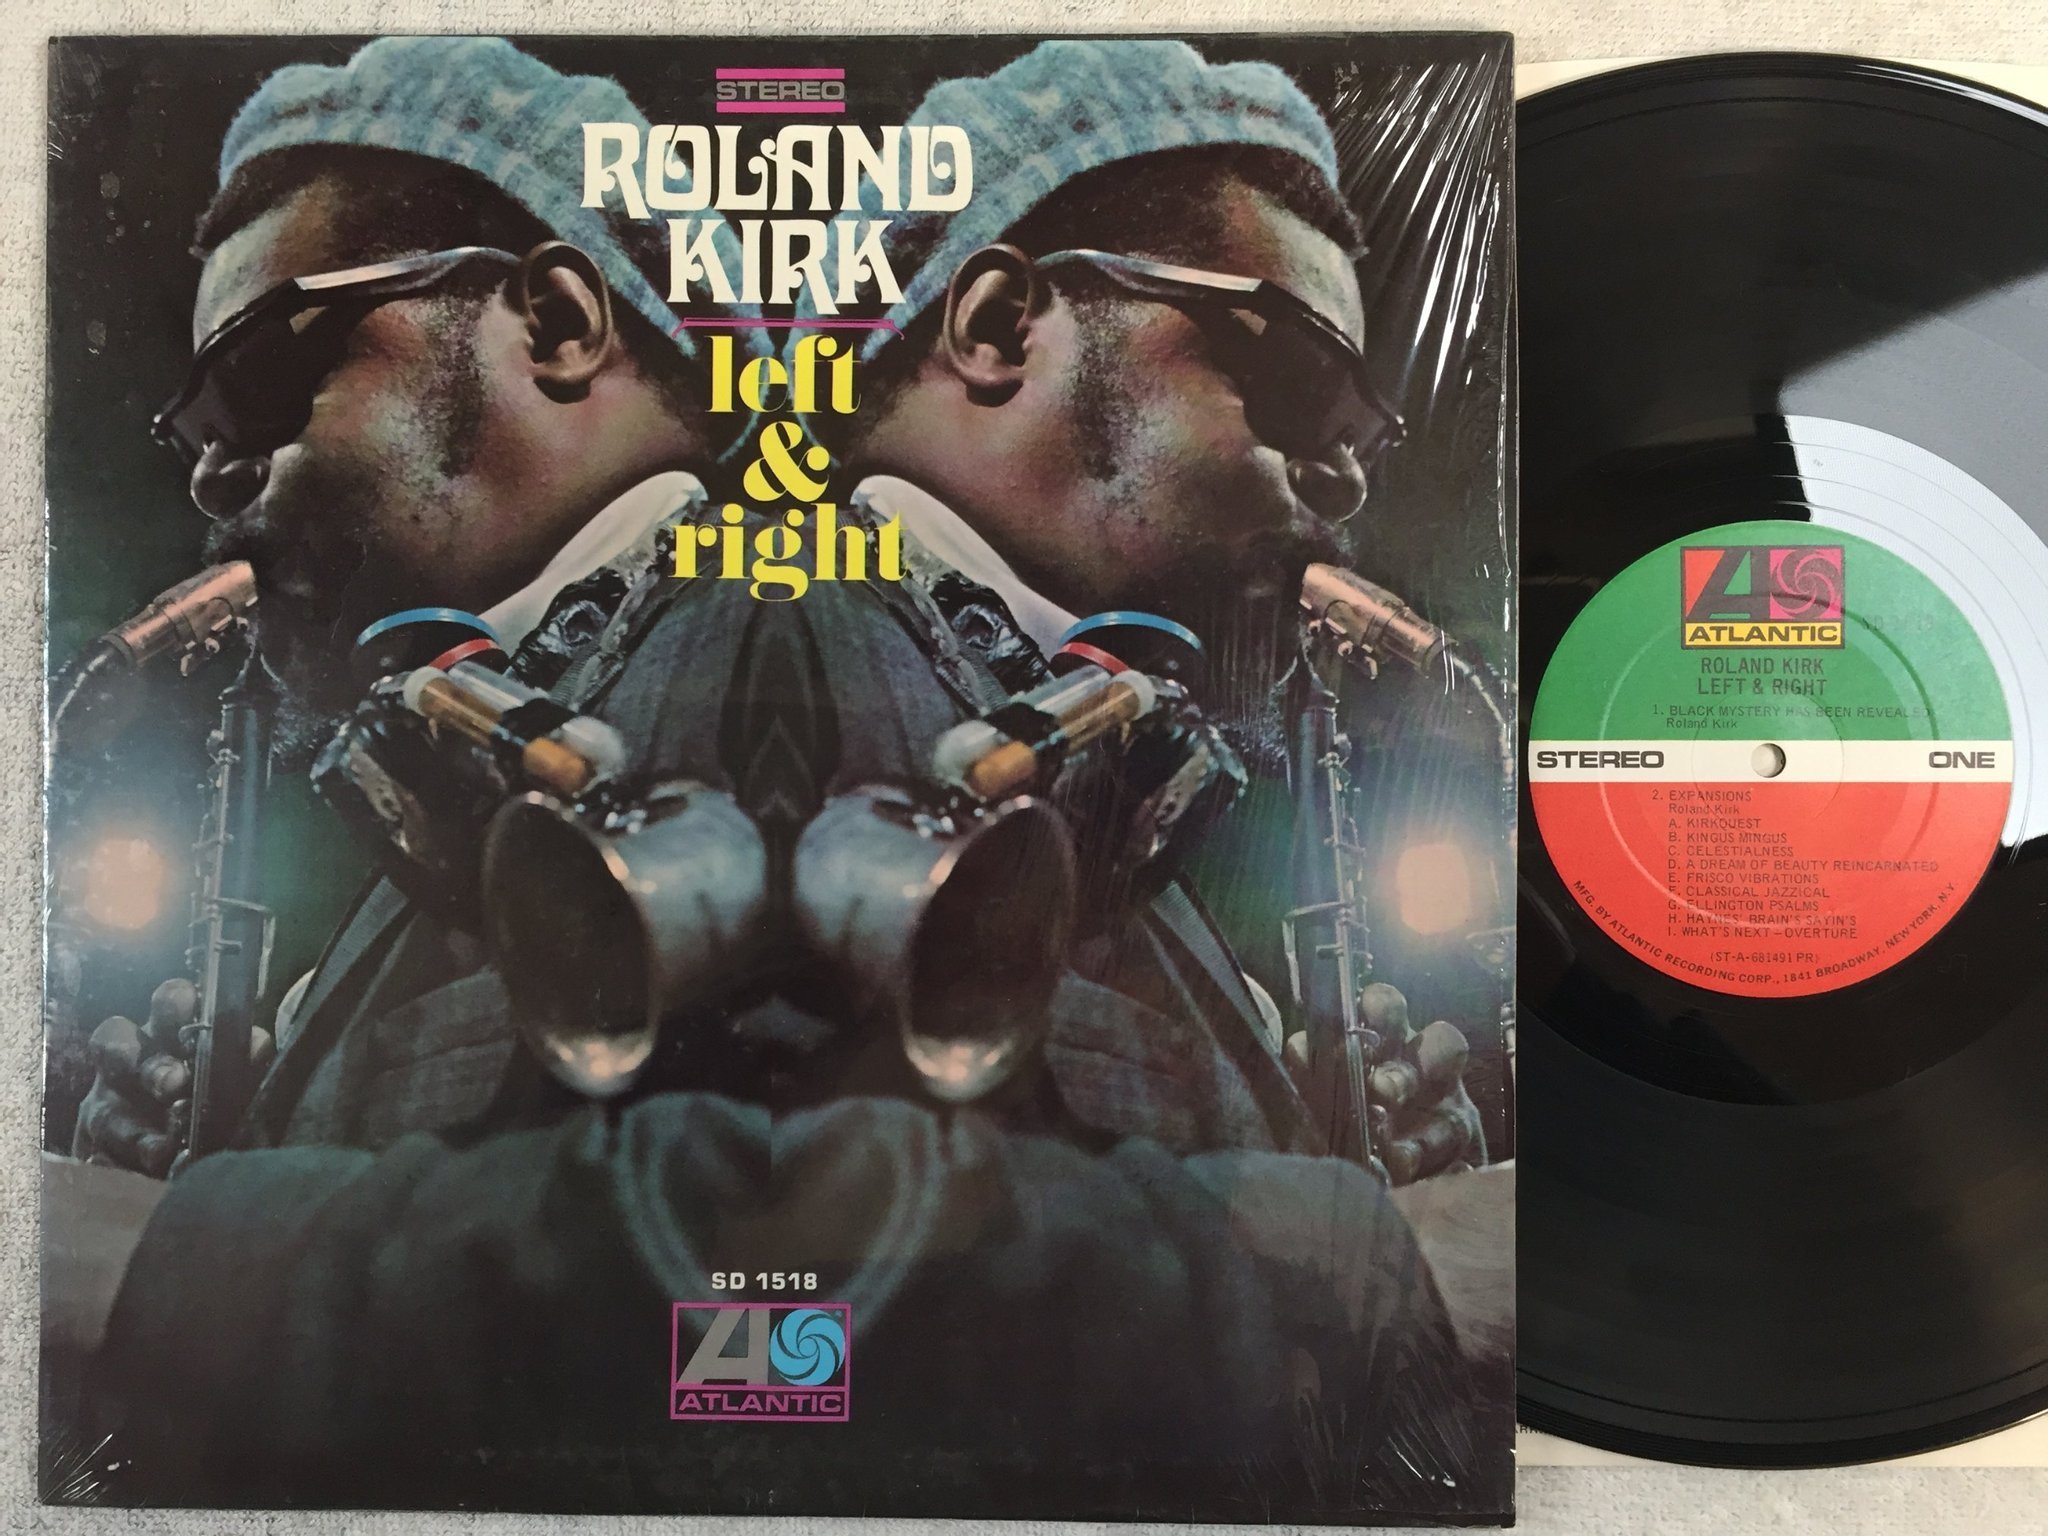 STEREO
ROLAND
KIRK
left
&
right
SD 1518
ATLANTIC
ATLANTIC
ROLAND KIRK
LEFT & RIGHT
1. BLACK MYSTERY HAS BEEN REVEALED
Roland Kirk
STEREO ONE
2. EXPANSIONS
Roland Kirk
A. KIRKQUEST
B. KINGUS MINGUS
C. CELESTIALNESS
D. A DREAM OF BEAUTY REINCARNATED
E. FRISCO VIBRATIONS
F. CLASSICAL JAZZICAL
G. ELLINGTON PSALMS
H. HAYNES' BRAIN'S SAYIN'S
I. WHAT'S NEXT - OVERTURE
(ST-A-681491 PR)
MFG. BY ATLANTIC RECORDING CORP., 1841 BROADWAY, NEW YORK, N.Y.